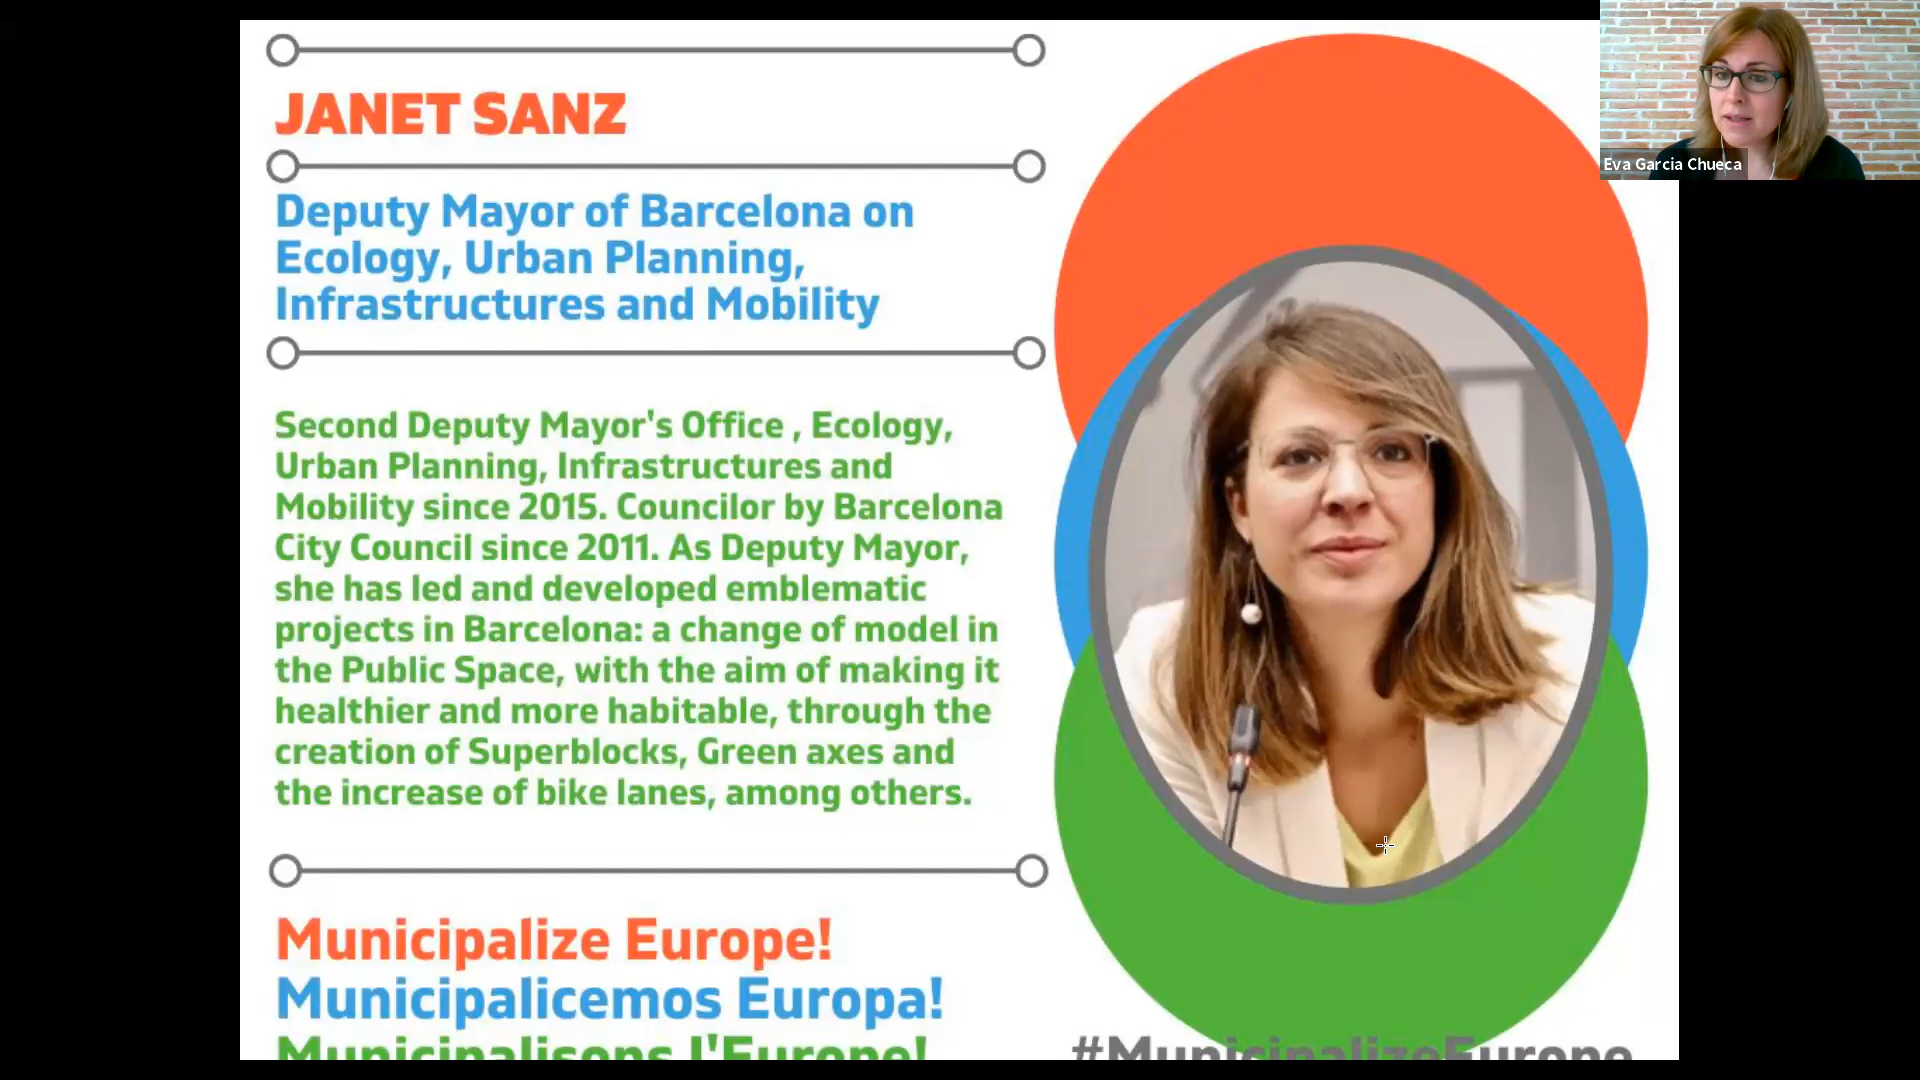 JANET SANZ
Deputy Mayor of Barcelona on
Ecology, Urban Planning,
Infrastructures and Mobility
Second Deputy Mayor's Office , Ecology,
Urban Planning, Infrastructures and
Mobility since 2015. Councilor by Barcelona
City Council since 2011. As Deputy Mayor,
she has led and developed emblematic
projects in Barcelona: a change of model in
the Public Space, with the aim of making it
healthier and more habitable, through the
creation of Superblocks, Green axes and
the increase of bike lanes, among others.
Municipalize Europe!
Municipalicemos Europa!
Municipalisons l'Europe!
#MunicipalizeEurope
Eva Garcia Chueca